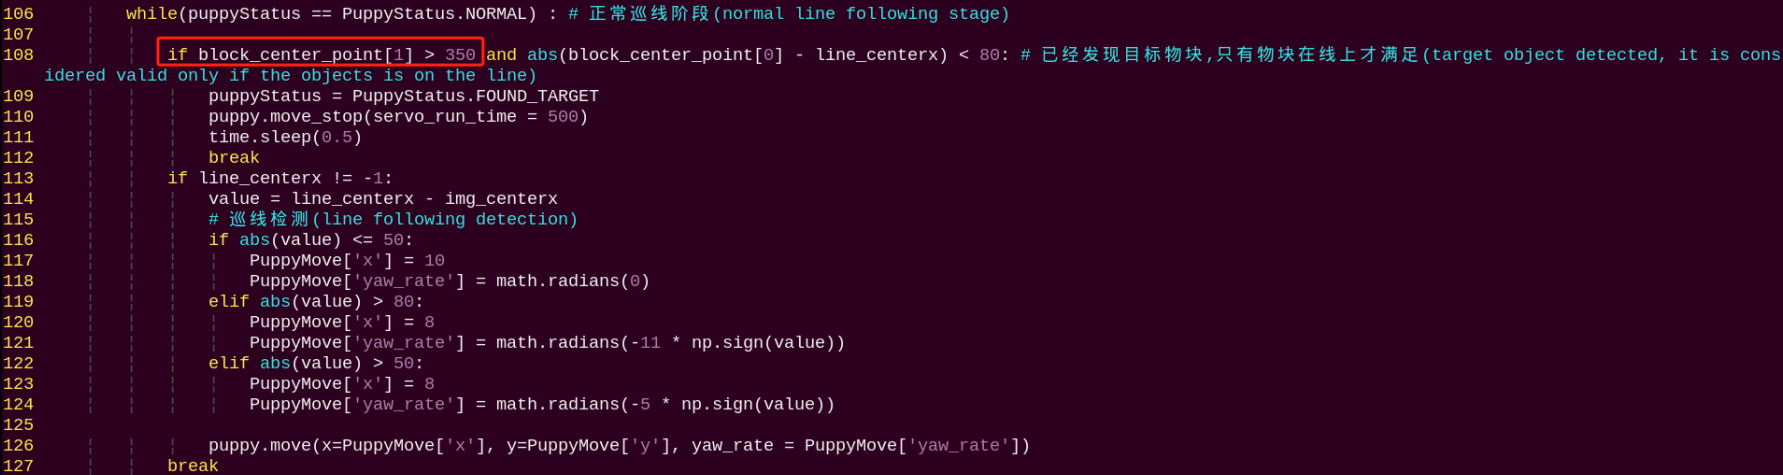 106 while(puppyStatus == PuppyStatus.NORMAL) : # 正常巡线阶段(normal line following stage)
107
108 if block_center_point[1] > 350 and abs(block_center_point[0] - line_centerx) < 80: # 已经发现目标物块,只有物块在线上才满足(target object detected, it is cons
idered valid only if the objects is on the line)
109 puppyStatus = PuppyStatus.FOUND_TARGET
110 puppy.move_stop(servo_run_time = 500)
111 time.sleep(0.5)
112 break
113 if line_centerx != -1:
114 value = line_centerx - img_centerx
115 # 巡线检测(line following detection)
116 if abs(value) <= 50:
117 PuppyMove['x'] = 10
118 PuppyMove['yaw_rate'] = math.radians(0)
119 elif abs(value) > 80:
120 PuppyMove['x'] = 8
121 PuppyMove['yaw_rate'] = math.radians(-11 * np.sign(value))
122 elif abs(value) > 50:
123 PuppyMove['x'] = 8
124 PuppyMove['yaw_rate'] = math.radians(-5 * np.sign(value))
125
126 puppy.move(x=PuppyMove['x'], y=PuppyMove['y'], yaw_rate = PuppyMove['yaw_rate'])
127 break